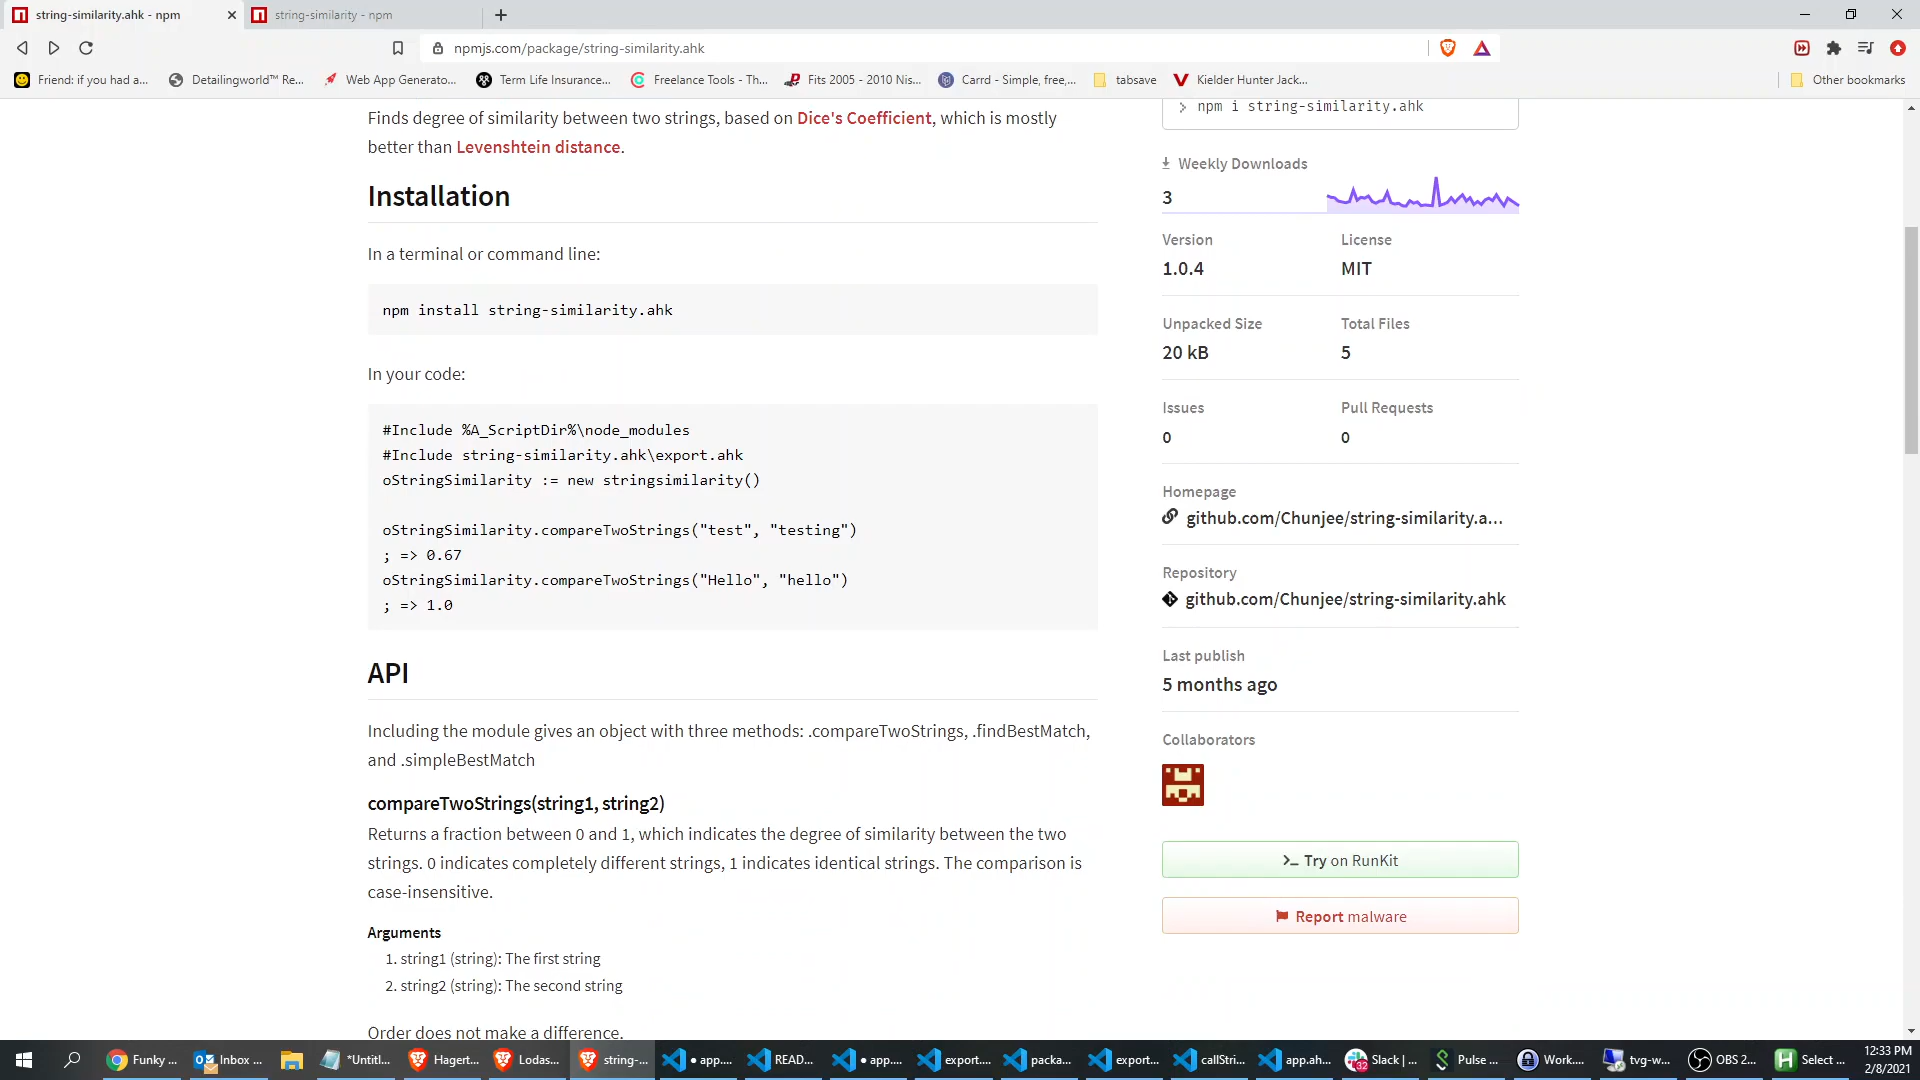 string-similarity.ahk - npm
string-similarity - npm
npmjs.com/package/string-similarity.ahk
Friend: if you had a...
Detailingworld™ Re...
Web App Generato...
Term Life Insurance...
Freelance Tools - Th...
Fits 2005 - 2010 Nis...
Carrd - Simple, free,...
tabsave
Kielder Hunter Jack...
Other bookmarks
Finds degree of similarity between two strings, based on Dice's Coefficient, which is mostly
better than Levenshtein distance.
Installation
In a terminal or command line:
npm install string-similarity.ahk
In your code:
#Include %A_ScriptDir%\node_modules
#Include string-similarity.ahk\export.ahk
oStringSimilarity := new stringsimilarity()
oStringSimilarity.compareTwoStrings("test", "testing")
; => 0.67
oStringSimilarity.compareTwoStrings("Hello", "hello")
; => 1.0
API
Including the module gives an object with three methods: .compareTwoStrings, .findBestMatch,
and .simpleBestMatch
compareTwoStrings(string1, string2)
Returns a fraction between 0 and 1, which indicates the degree of similarity between the two
strings. 0 indicates completely different strings, 1 indicates identical strings. The comparison is
case-insensitive.
Arguments
1. string1 (string): The first string
2. string2 (string): The second string
Order does not make a difference.
> npm i string-similarity.ahk
Weekly Downloads
3
Version
License
1.0.4
MIT
Unpacked Size
Total Files
20 kB
5
Issues
Pull Requests
0
0
Homepage
github.com/Chunjee/string-similarity.a...
Repository
github.com/Chunjee/string-similarity.ahk
Last publish
5 months ago
Collaborators
>_ Try on RunKit
Report malware
Funky ...
Inbox ...
*Untitl...
Hagert...
Lodas...
string-...
● app....
READ...
● app....
export....
packa...
export...
callStri...
app.ah...
32
Slack | ...
Pulse ...
Work....
tvg-w...
OBS 2...
H
Select ...
12:33 PM
2/8/2021